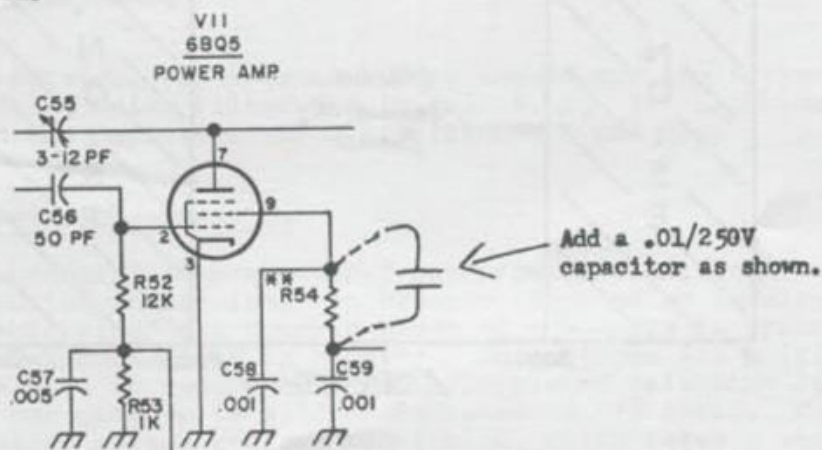 V11
6BQ5
POWER AMP
C55
3-12 PF
7
C56
50 PF
9
2
3
Add a .01/250V
capacitor as shown.
R52
12K
** R54
C57
.005
R53
1K
C58
.001
C59
.001